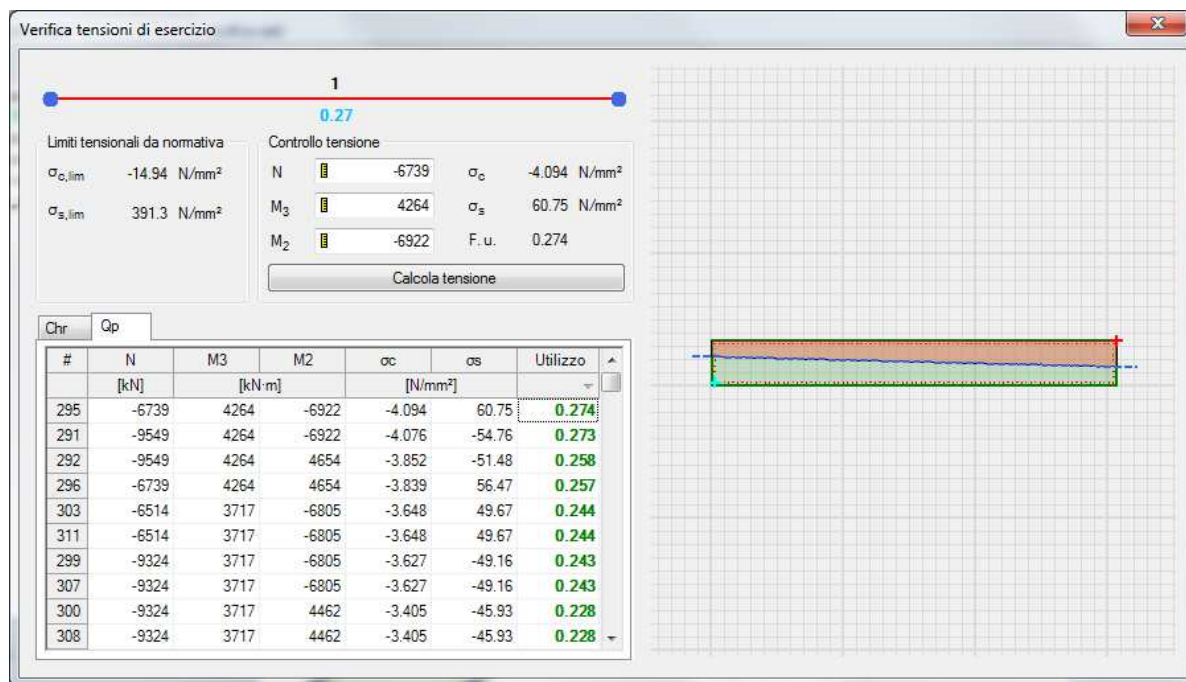 Verifica tensioni di esercizio
1
0.27
Limiti tensionali da normativa
σc,lim -14.94 N/mm²
σs,lim 391.3 N/mm²
Controllo tensione
N -6739 σc -4.094 N/mm²
M3 4264 σs 60.75 N/mm²
M2 -6922 F. u. 0.274
Calcola tensione
Chr Qp
# N M3 M2 σc σs Utilizzo
[kN] [kN·m] [N/mm²]
295 -6739 4264 -6922 -4.094 60.75 0.274
291 -9549 4264 -6922 -4.076 -54.76 0.273
292 -9549 4264 4654 -3.852 -51.48 0.258
296 -6739 4264 4654 -3.839 56.47 0.257
303 -6514 3717 -6805 -3.648 49.67 0.244
311 -6514 3717 -6805 -3.648 49.67 0.244
299 -9324 3717 -6805 -3.627 -49.16 0.243
307 -9324 3717 -6805 -3.627 -49.16 0.243
300 -9324 3717 4462 -3.405 -45.93 0.228
308 -9324 3717 4462 -3.405 -45.93 0.228